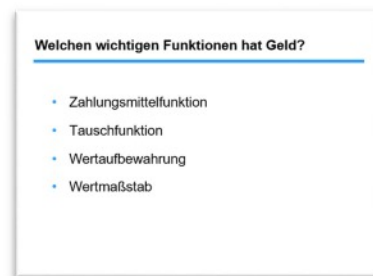 Welchen wichtigen Funktionen hat Geld?
• Zahlungsmittelfunktion
• Tauschfunktion
• Wertaufbewahrung
• Wertmaßstab